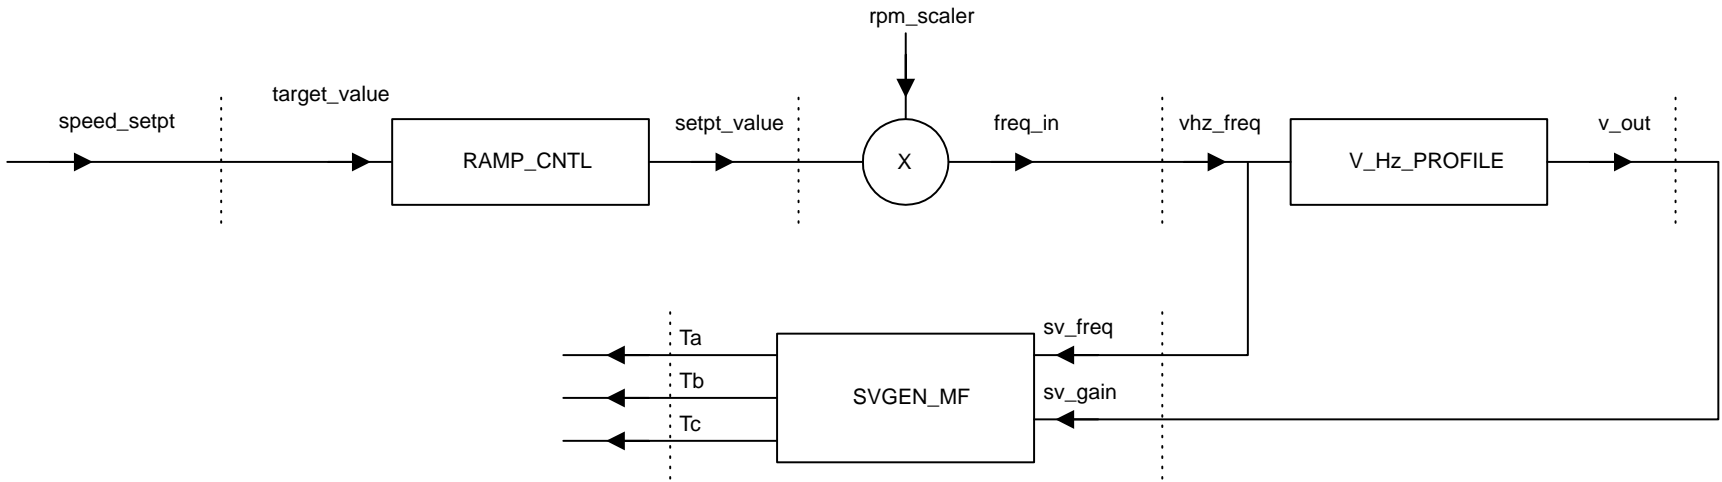 rpm_scaler
speed_setpt
target_value
RAMP_CNTL
setpt_value
X
freq_in
vhz_freq
V_Hz_PROFILE
v_out
Ta
Tb
Tc
SVGEN_MF
sv_freq
sv_gain